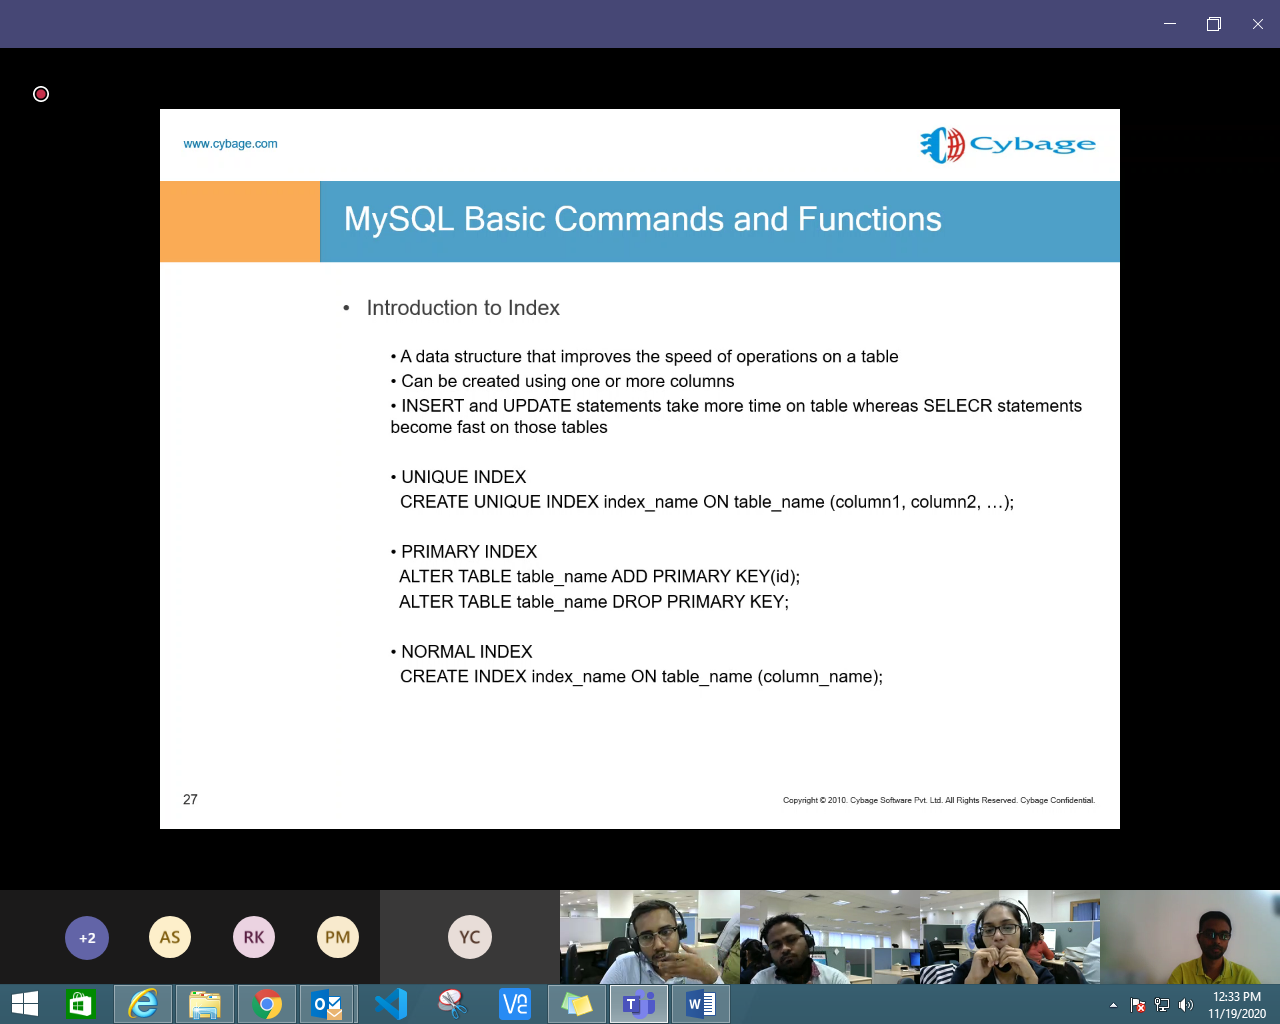 www.cybage.com
Cybage
MySQL Basic Commands and Functions
• Introduction to Index
• A data structure that improves the speed of operations on a table
• Can be created using one or more columns
• INSERT and UPDATE statements take more time on table whereas SELECR statements
become fast on those tables
• UNIQUE INDEX
CREATE UNIQUE INDEX index_name ON table_name (column1, column2, …);
• PRIMARY INDEX
ALTER TABLE table_name ADD PRIMARY KEY(id);
ALTER TABLE table_name DROP PRIMARY KEY;
• NORMAL INDEX
CREATE INDEX index_name ON table_name (column_name);
27
Copyright © 2010. Cybage Software Pvt. Ltd. All Rights Reserved. Cybage Confidential.
+2
AS
RK
PM
YC
12:33 PM
11/19/2020